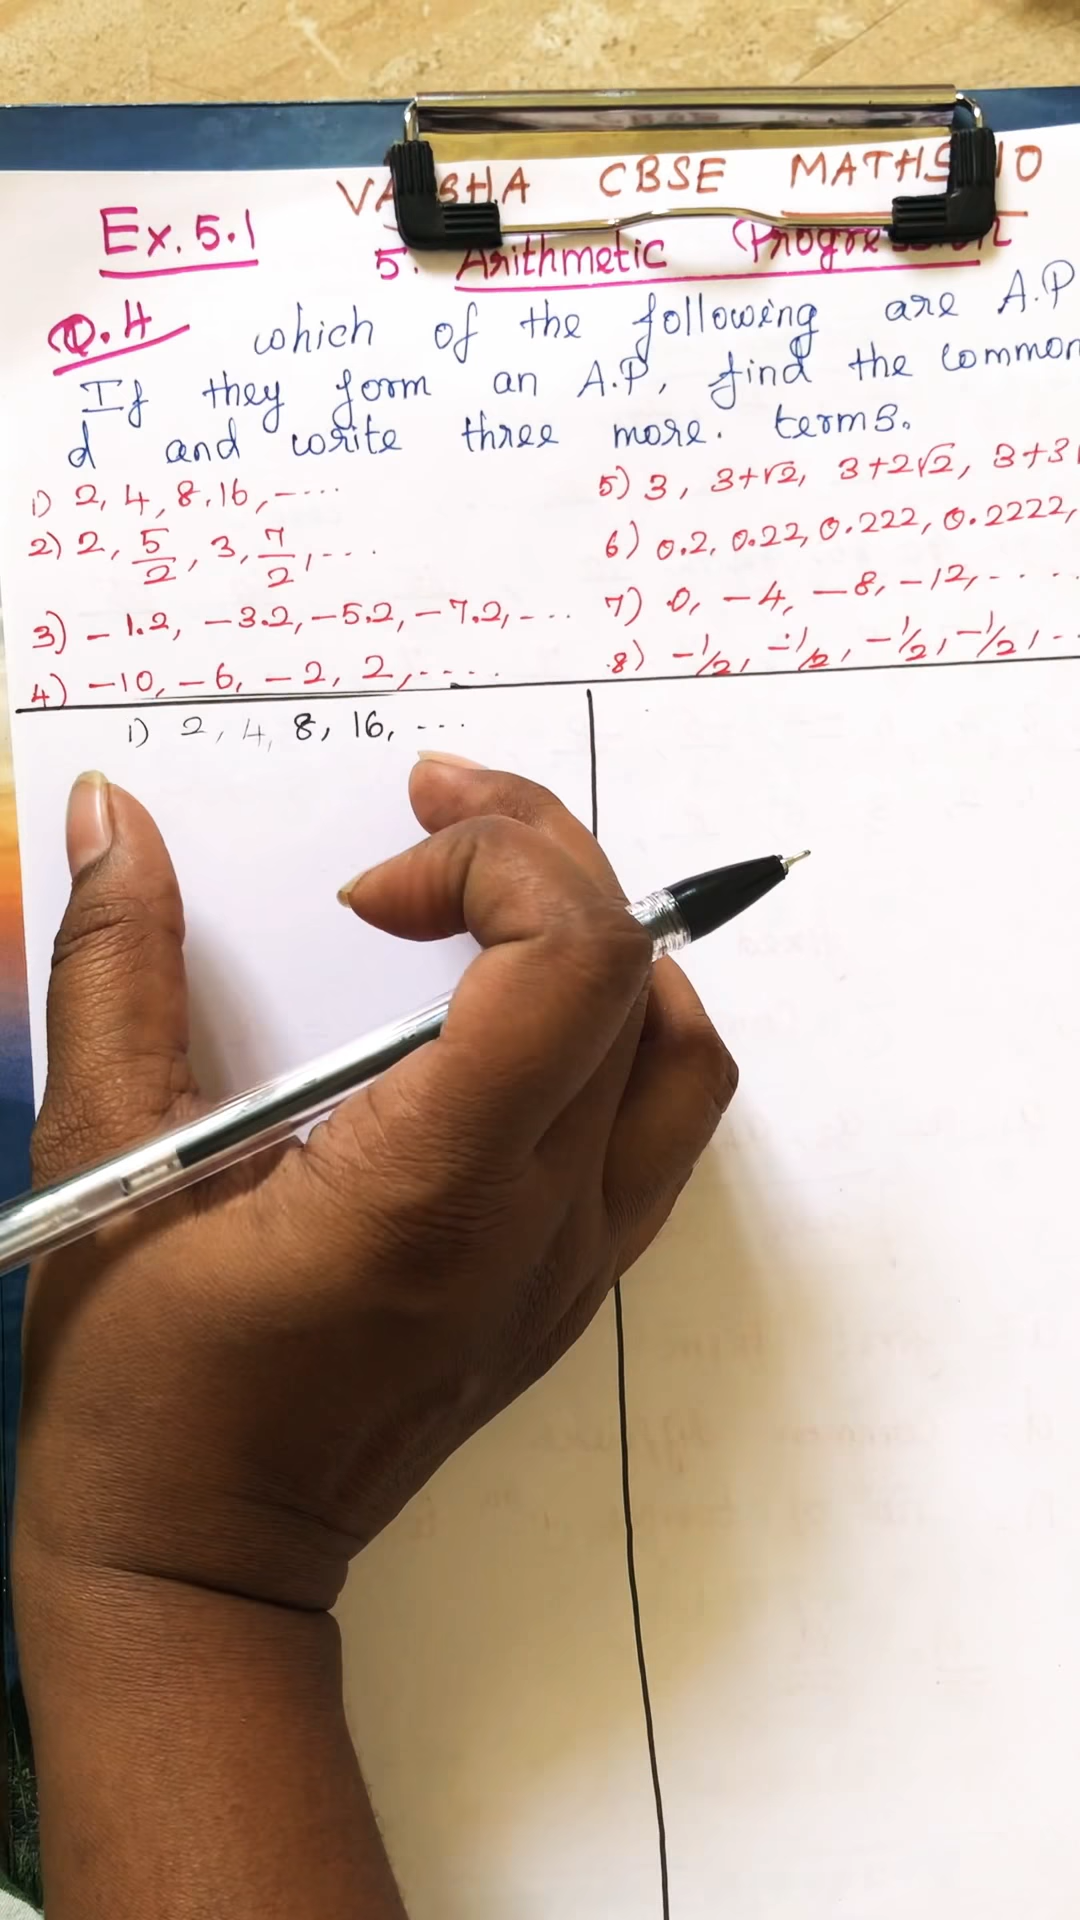 CBSE MATHS 10
Ex. 5.1
5. Arithmetic Progression
Q.4 which of the following are A.P
If they form an A.P, find the common
d and write three more. terms.
1) 2, 4, 8, 16, ----
2) 2, 5/2, 3, 7/2, ...
3) -1.2, -3.2, -5.2, -7.2, ...
4) -10, -6, -2, 2, ....
5) 3, 3+√2, 3+2√2, 3+3
6) 0.2, 0.22, 0.222, 0.2222,
7) 0, -4, -8, -12, ....
8) -1/2, -1/2, -1/2, -1/2, ..
1) 2, 4, 8, 16, ...